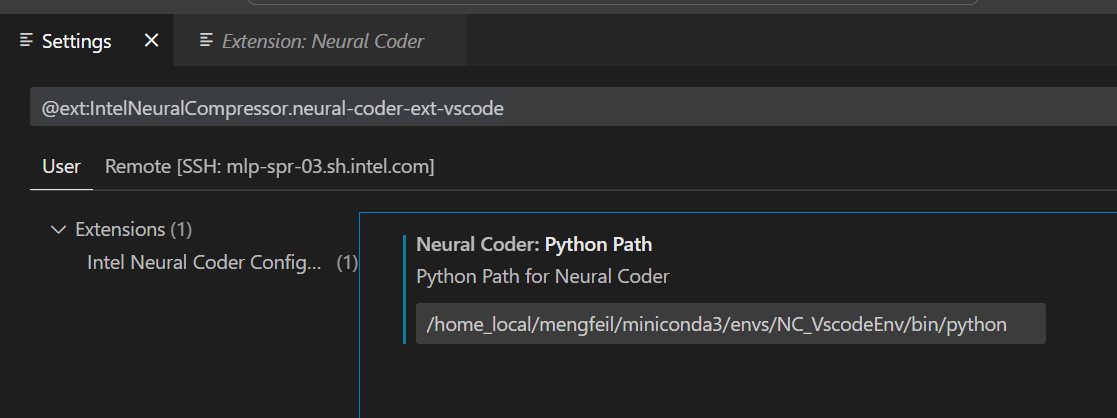 Settings
Extension: Neural Coder
@ext:IntelNeuralCompressor.neural-coder-ext-vscode
User Remote [SSH: mlp-spr-03.sh.intel.com]
Extensions (1)
Intel Neural Coder Config... (1)
Neural Coder: Python Path
Python Path for Neural Coder
/home_local/mengfeil/miniconda3/envs/NC_VscodeEnv/bin/python